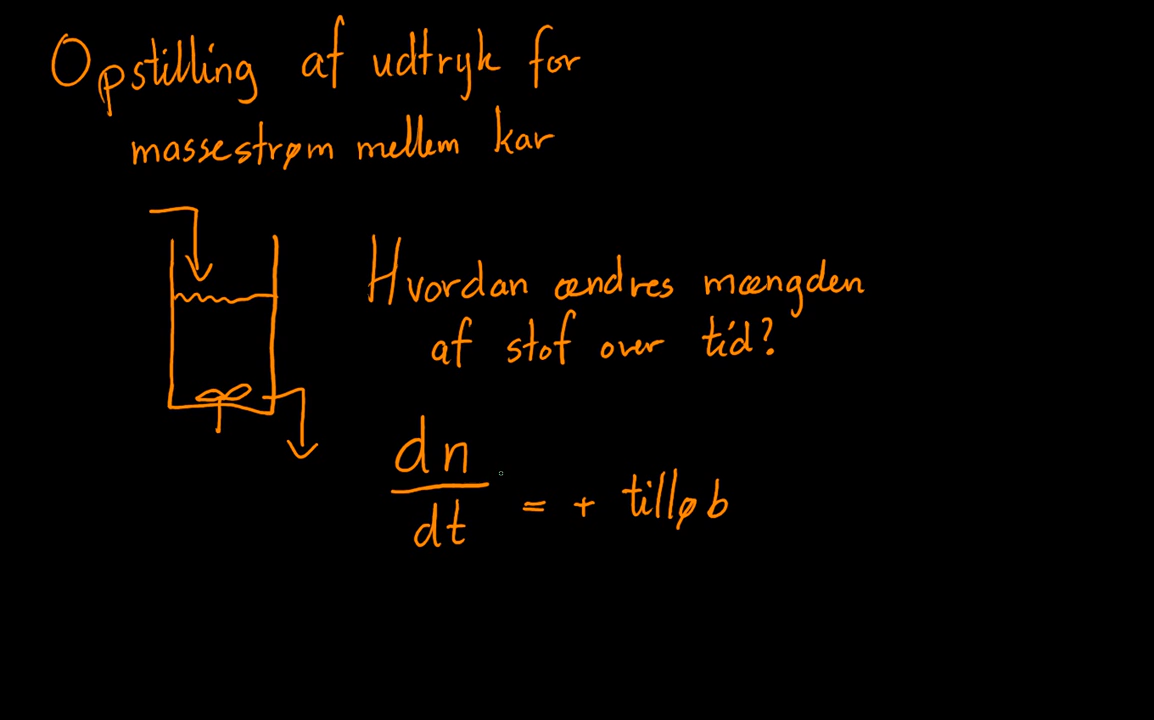 Opstilling af udtryk for
massestrøm mellem kar
Hvordan ændres mængden
af stof over tid?
dn
dt
= + tilløb